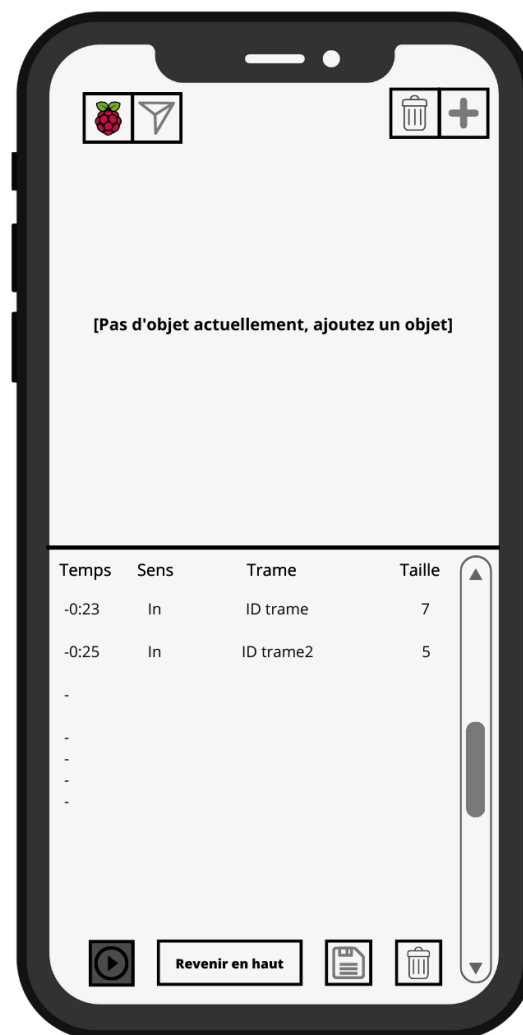 [Pas d'objet actuellement, ajoutez un objet]
Temps Sens Trame Taille
-0:23 In ID trame 7
-0:25 In ID trame2 5
-
-
-
-
-
Revenir en haut